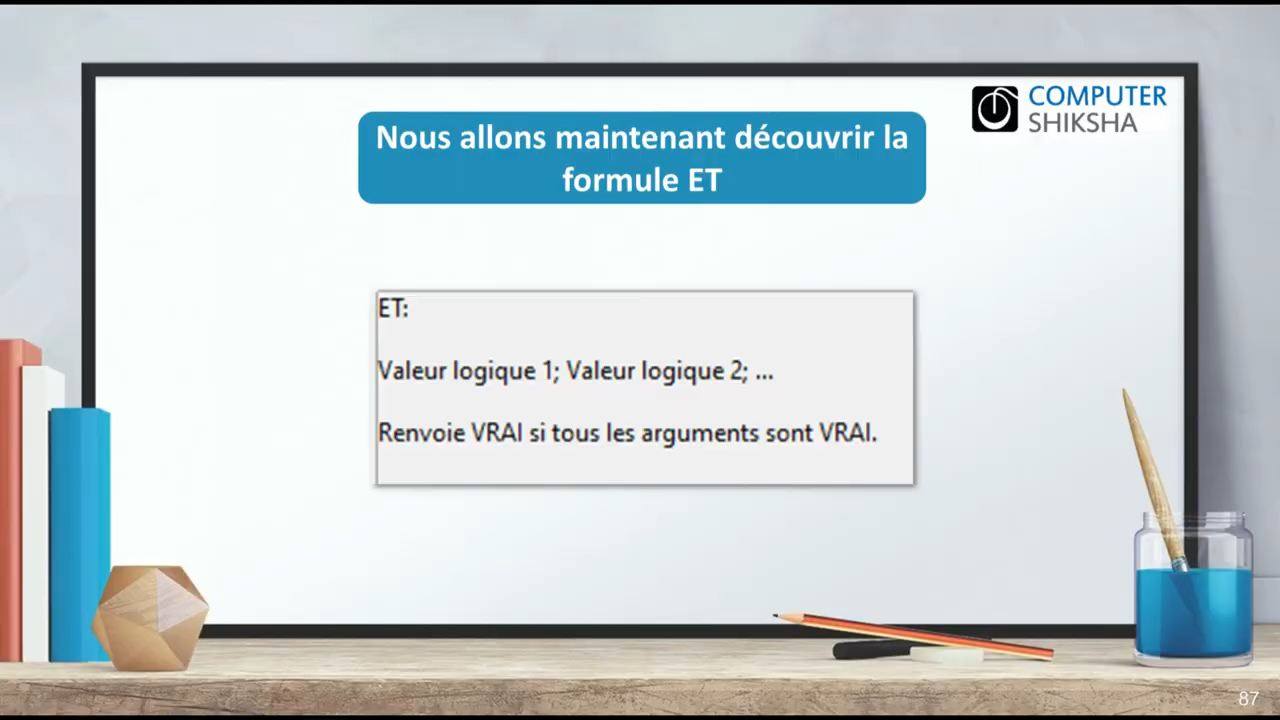 COMPUTER
SHIKSHA
Nous allons maintenant découvrir la
formule ET
ET:
Valeur logique 1; Valeur logique 2; ...
Renvoie VRAI si tous les arguments sont VRAI.
87